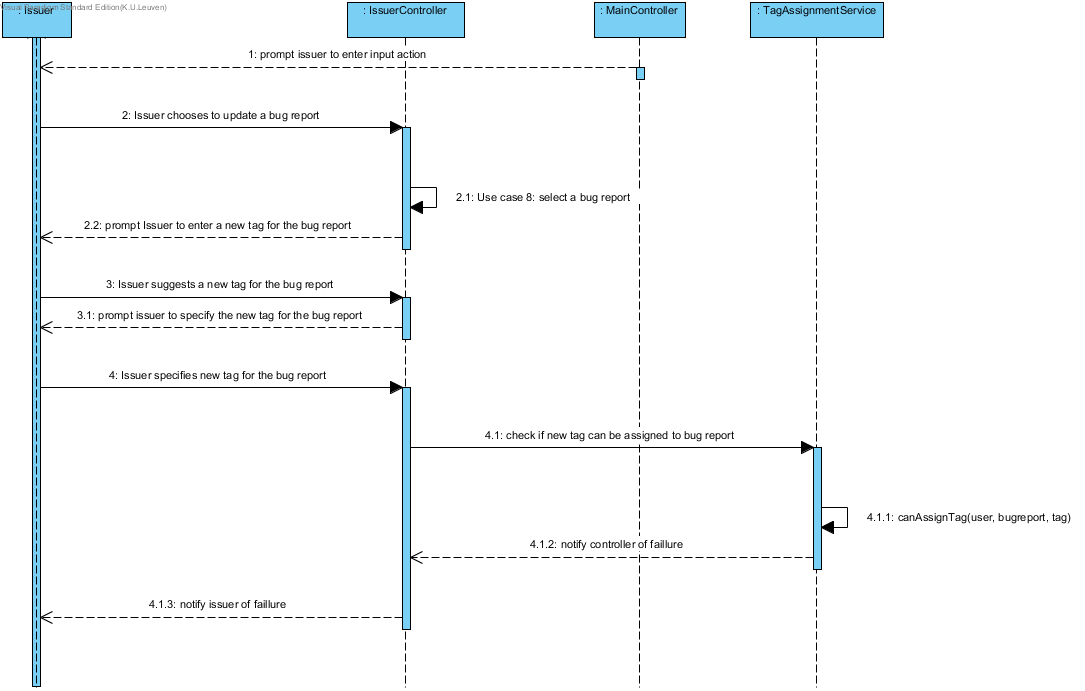 Visual Paradigm Standard Edition(K.U.Leuven)
: Issuer
: IssuerController
: MainController
: TagAssignmentService
1: prompt issuer to enter input action
2: Issuer chooses to update a bug report
2.1: Use case 8: select a bug report
2.2: prompt Issuer to enter a new tag for the bug report
3: Issuer suggests a new tag for the bug report
3.1: prompt issuer to specify the new tag for the bug report
4: Issuer specifies new tag for the bug report
4.1: check if new tag can be assigned to bug report
4.1.1: canAssignTag(user, bugreport, tag)
4.1.2: notify controller of faillure
4.1.3: notify issuer of faillure